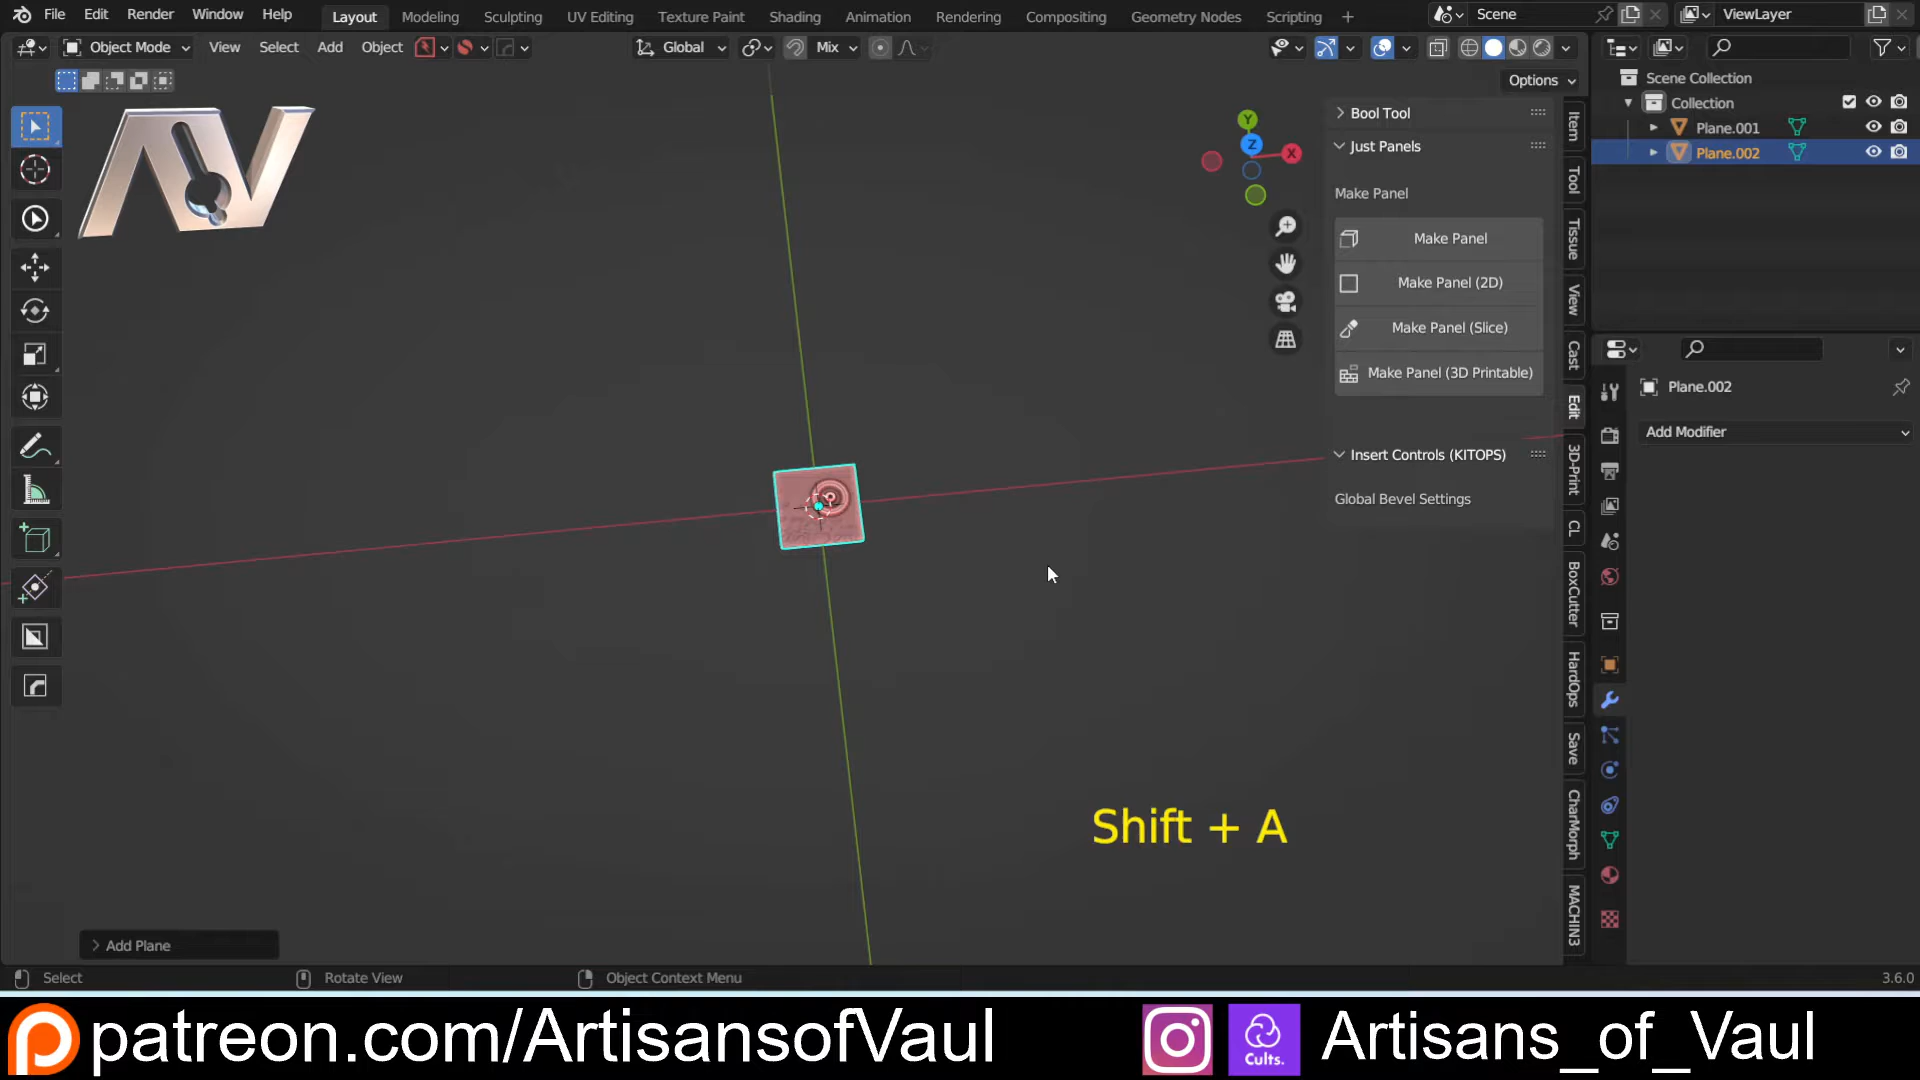 File Edit Render Window Help Layout Modeling Sculpting UV Editing Texture Paint Shading Animation Rendering Compositing Geometry Nodes Scripting + Scene ViewLayer
Object Mode View Select Add Object Global Mix
Options
Scene Collection
Collection
Plane.001
Plane.002
Bool Tool
Just Panels
Make Panel
Make Panel
Make Panel (2D)
Make Panel (Slice)
Make Panel (3D Printable)
Insert Controls (KITOPS)
Global Bevel Settings
Y
Z
X
Item
Tool
Tissue
View
Cast
Edit
3D-Print
CL
BoxCutter
HardOps
Save
CharMorph
MACHIN3
Plane.002
Add Modifier
AV
Shift + A
Add Plane
Select Rotate View Object Context Menu 3.6.0
patreon.com/ArtisansofVaul Cults. Artisans_of_Vaul